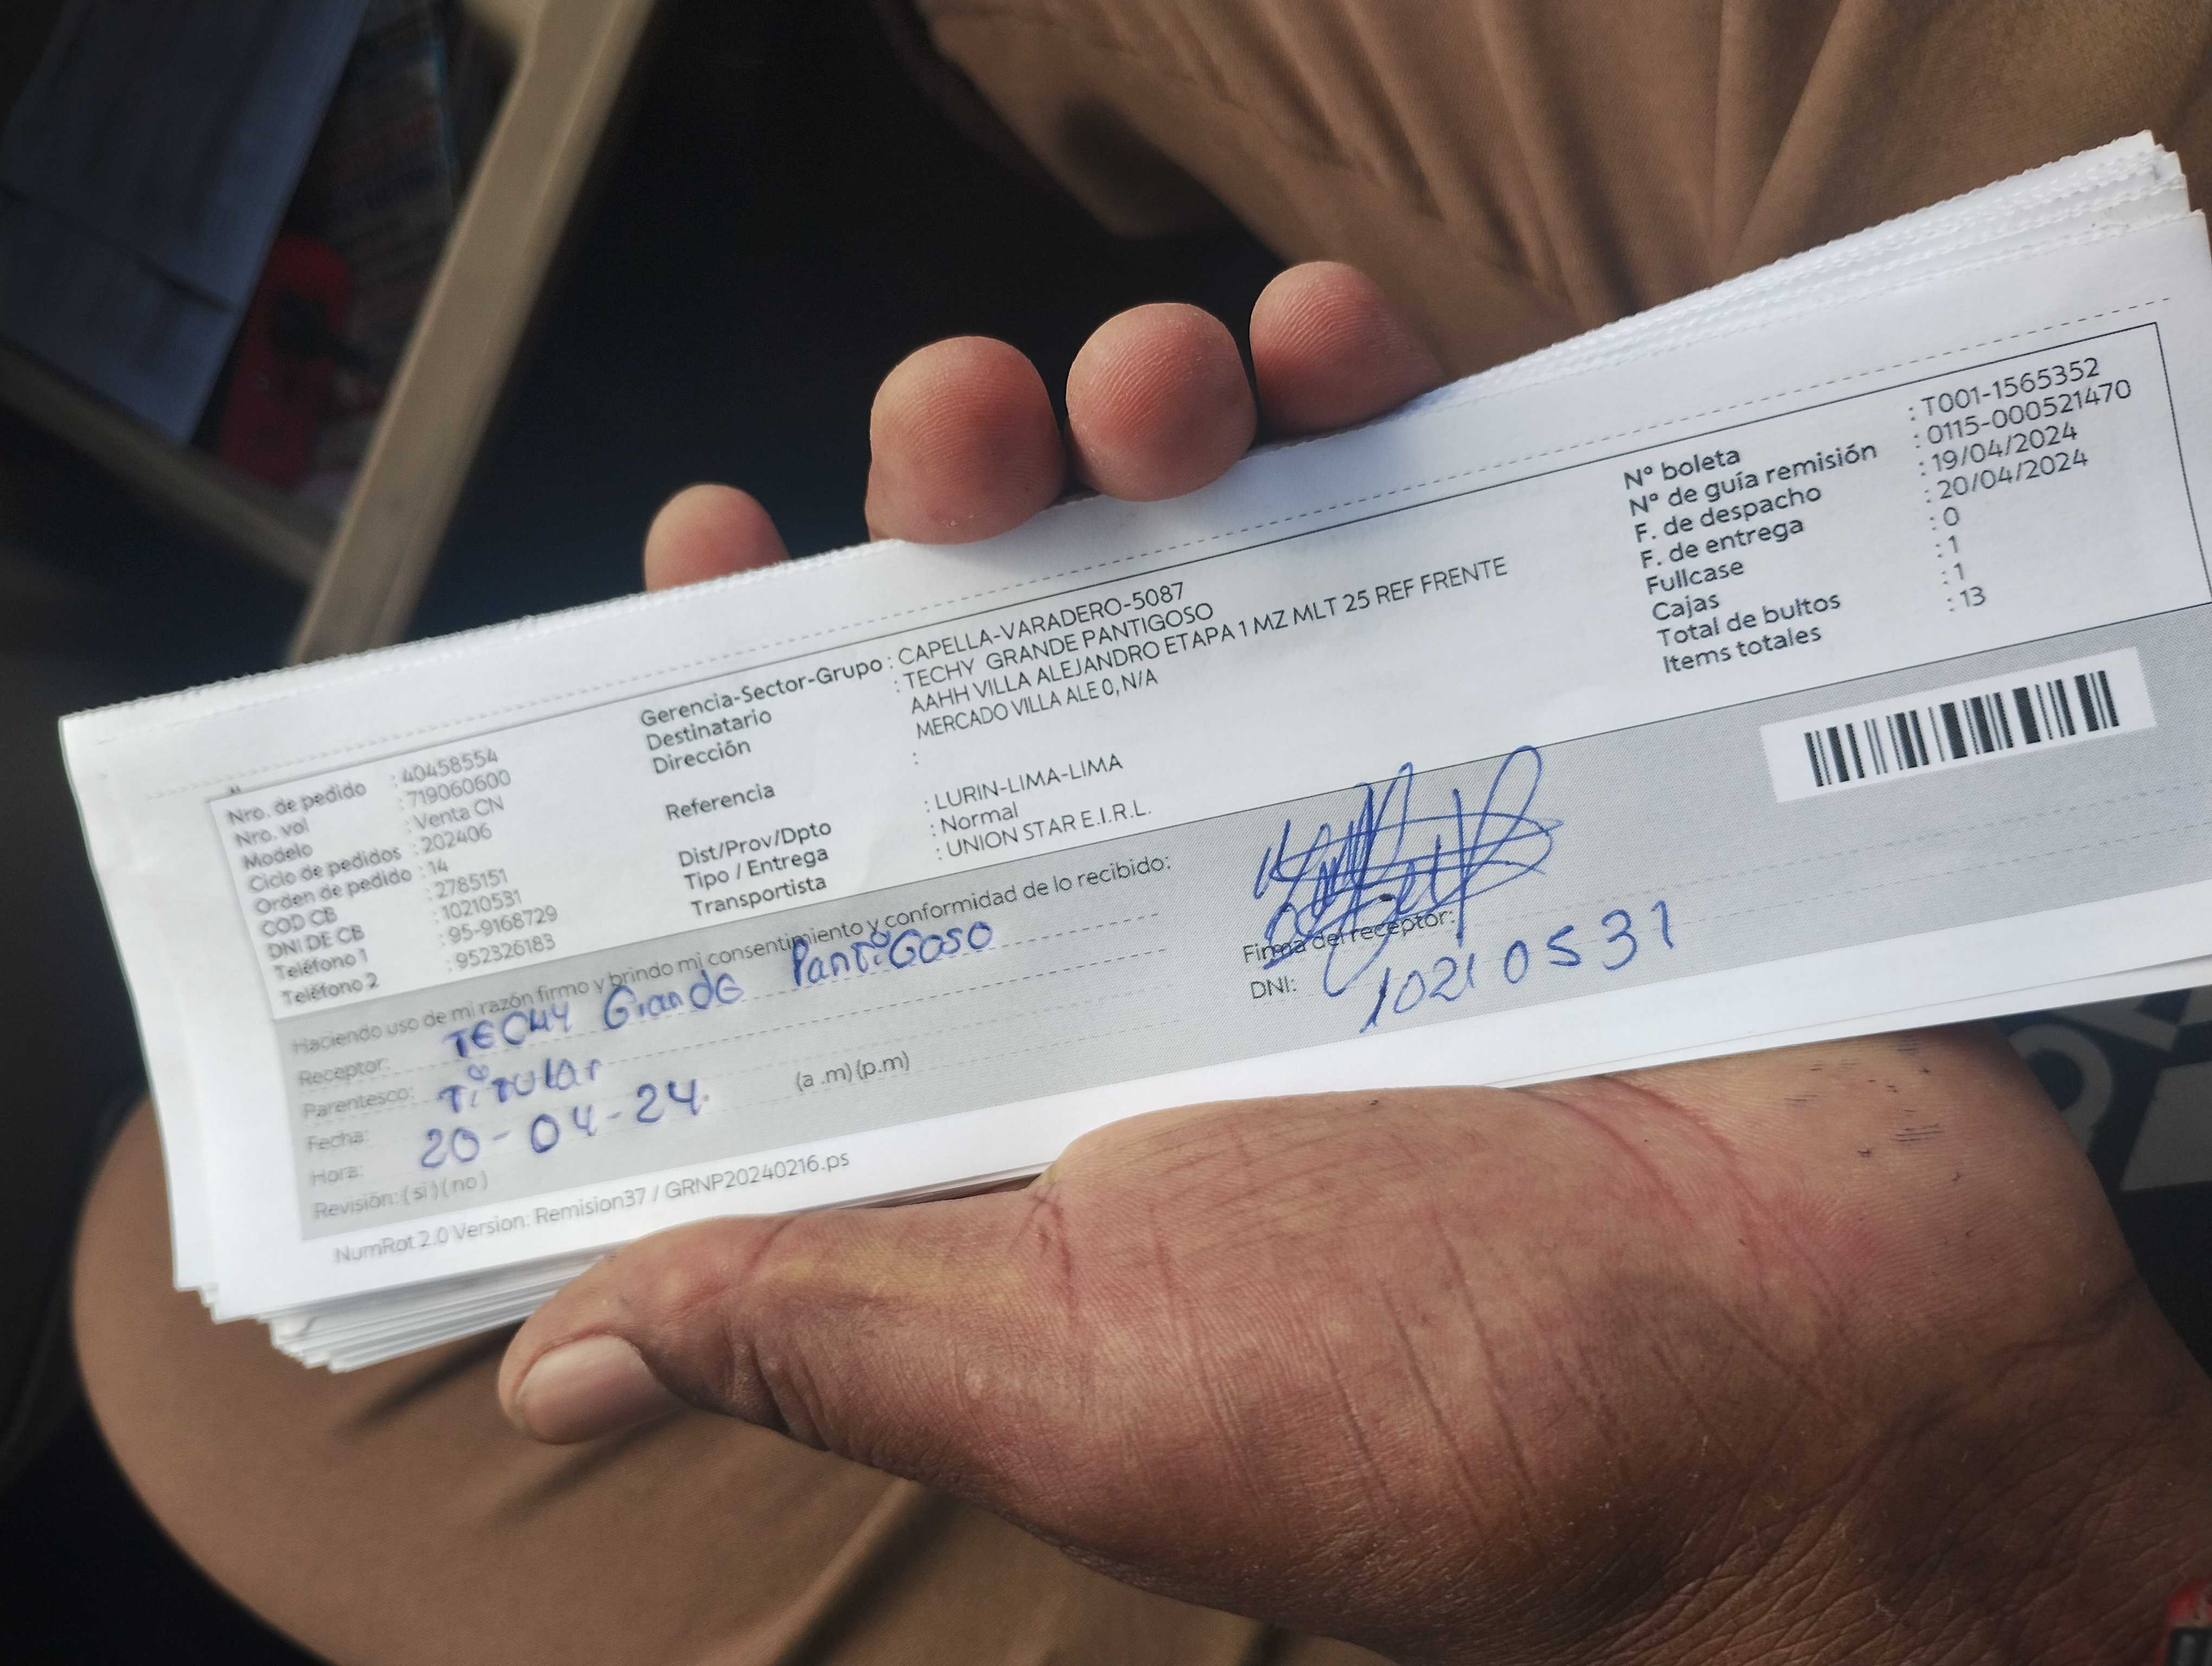 Nro. de pedido : 40458554
Nro. vol : 719060600
Modelo : Venta CN
Ciclo de pedidos : 202406
Orden de pedido : 14
COD CB : 2785151
DNI DE CB : 10210531
Teléfono 1 : 95-9168729
Teléfono 2 : 952326183
Gerencia-Sector-Grupo : CAPELLA-VARADERO-5087
Destinatario : TECHY GRANDE PANTIGOSO
Dirección : AAHH VILLA ALEJANDRO ETAPA 1 MZ MLT 25 REF FRENTE
MERCADO VILLA ALE 0, N/A
Referencia :
Dist/Prov/Dpto : LURIN-LIMA-LIMA
Tipo / Entrega : Normal
Transportista : UNION STAR E.I.R.L.
N° boleta : T001-1565352
N° de guía remisión : 0115-000521470
F. de despacho : 19/04/2024
F. de entrega : 20/04/2024
Fullcase : 0
Cajas : 1
Total de bultos : 1
Items totales : 13
Haciendo uso de mi razón firmo y brindo mi consentimiento y conformidad de lo recibido:
Receptor: TECHY Grande Pantigoso
Parentesco: Titular
Fecha: 20-04-24.
Hora: (a .m) (p.m)
Revisión: ( si ) ( no )
Firma del receptor:
DNI: 10210531
NumRot 2.0 Version: Remision37 / GRNP20240216.ps